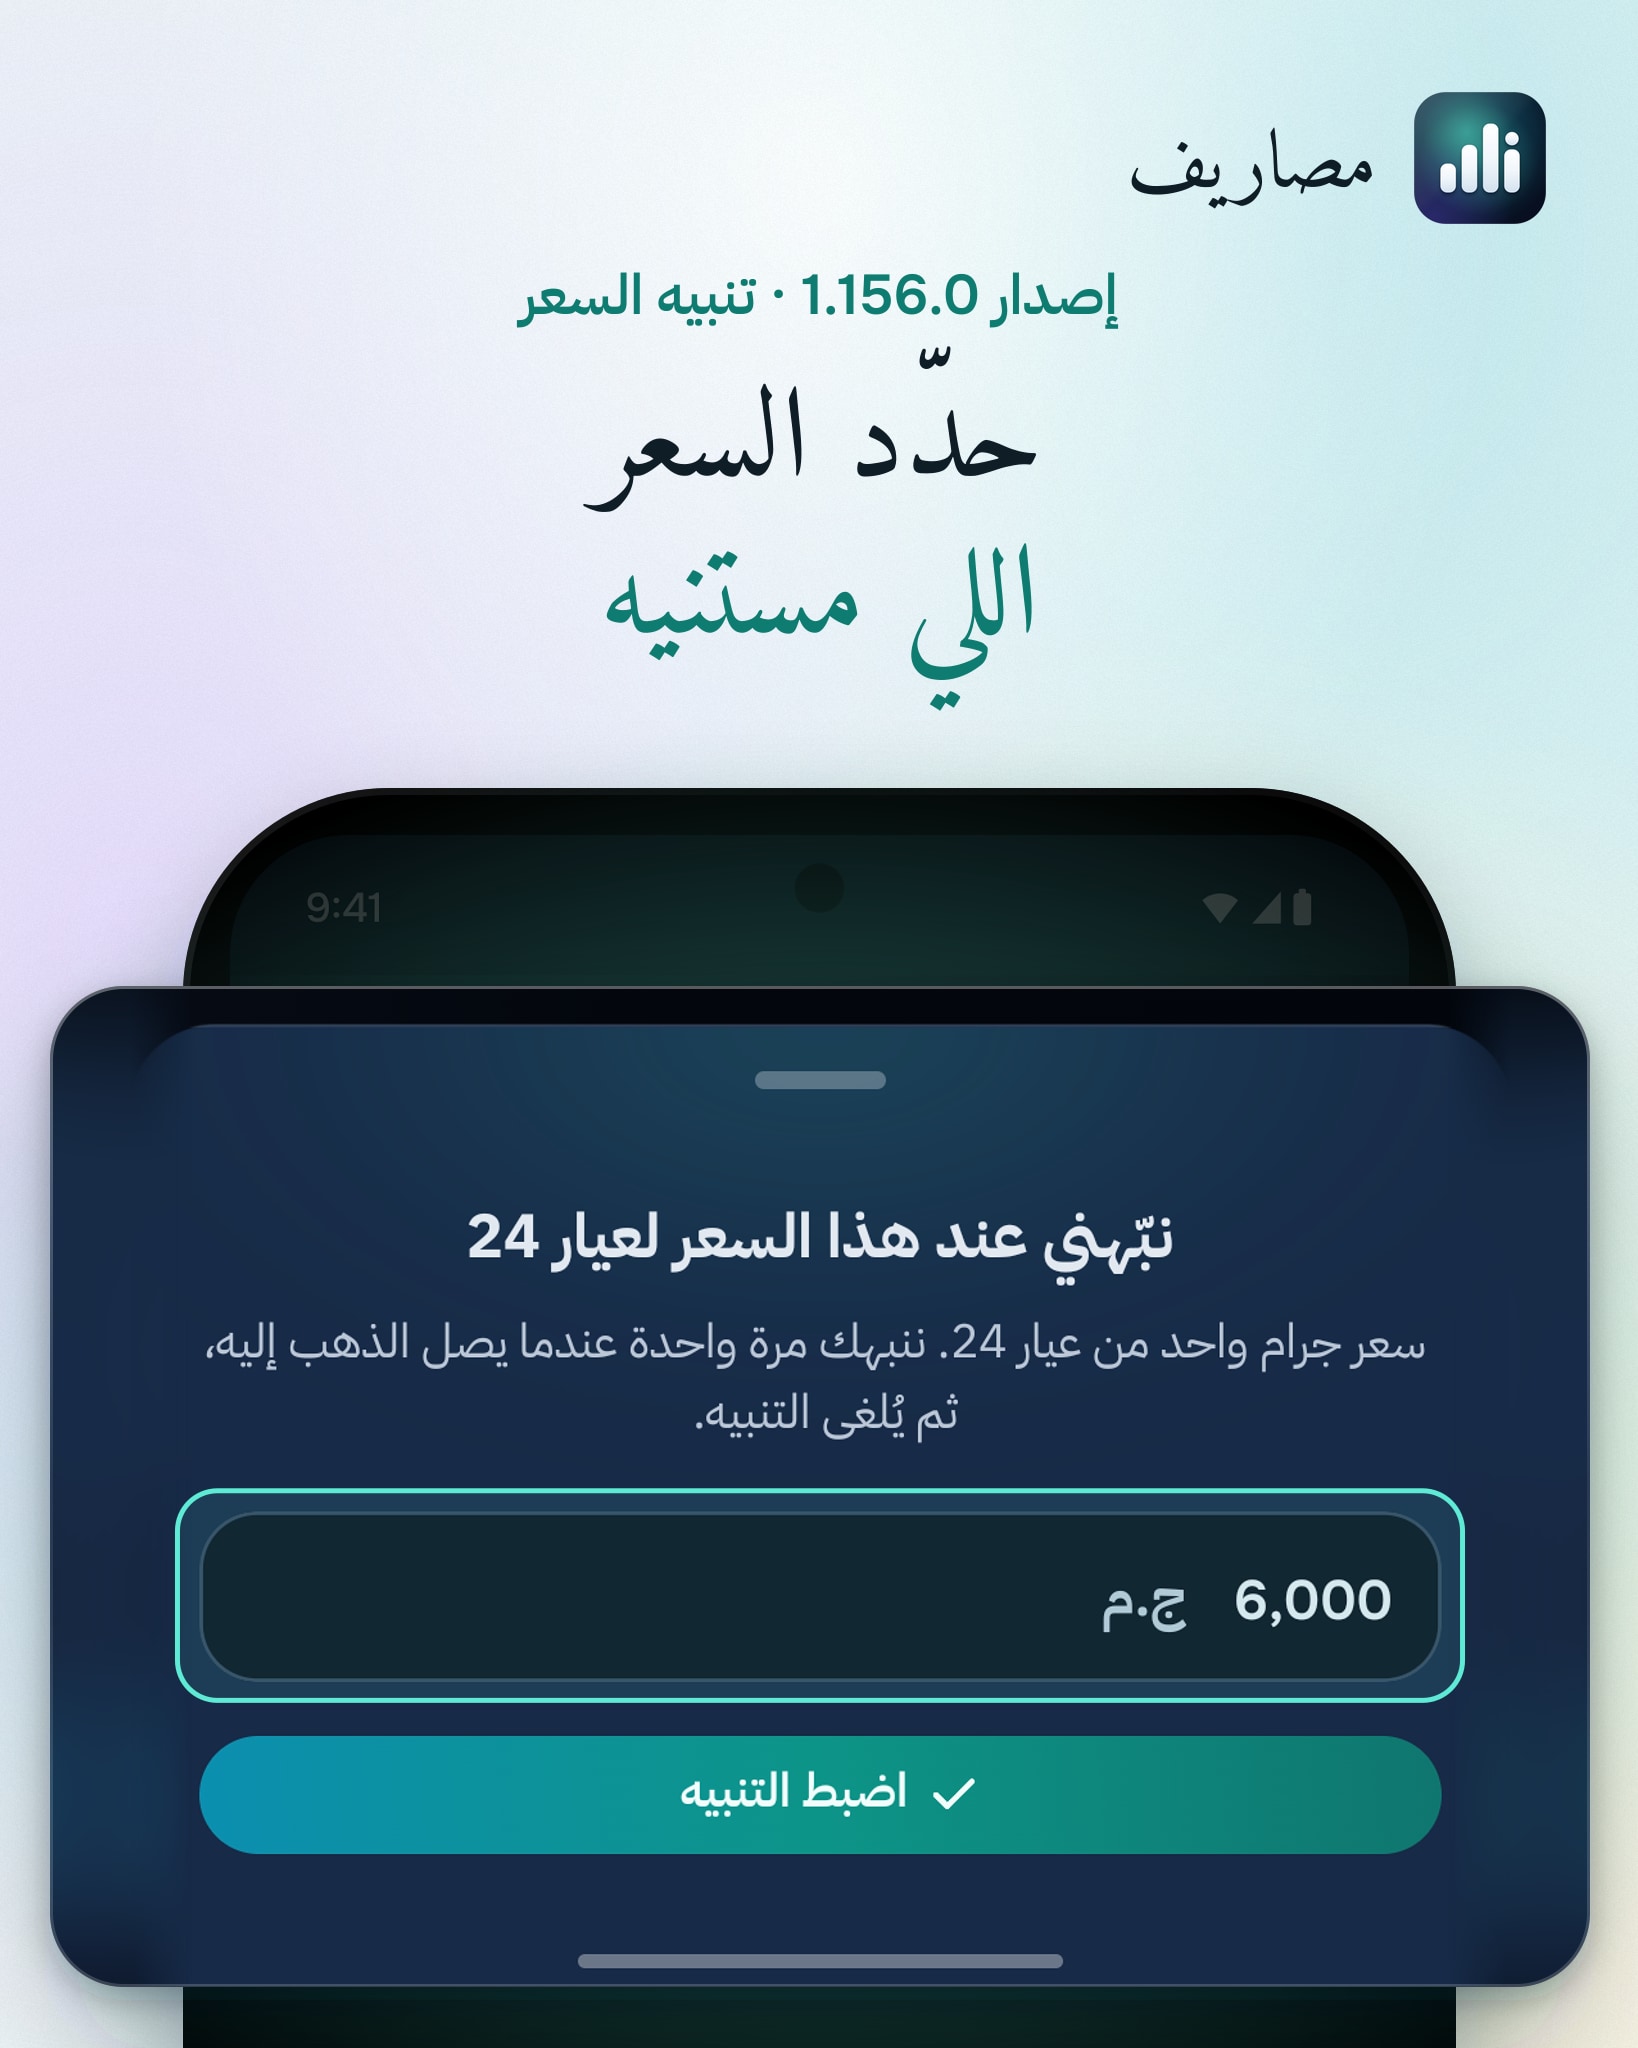 مصاريف
إصدار 1.156.0 · تنبيه السعر
حدّد السعر
اللي مستنيه
9:41
نبّهني عند هذا السعر لعيار 24
سعر جرام واحد من عيار 24. ننبهك مرة واحدة عندما يصل الذهب إليه،
ثم يُلغى التنبيه.
6,000 ج.م
اضبط التنبيه